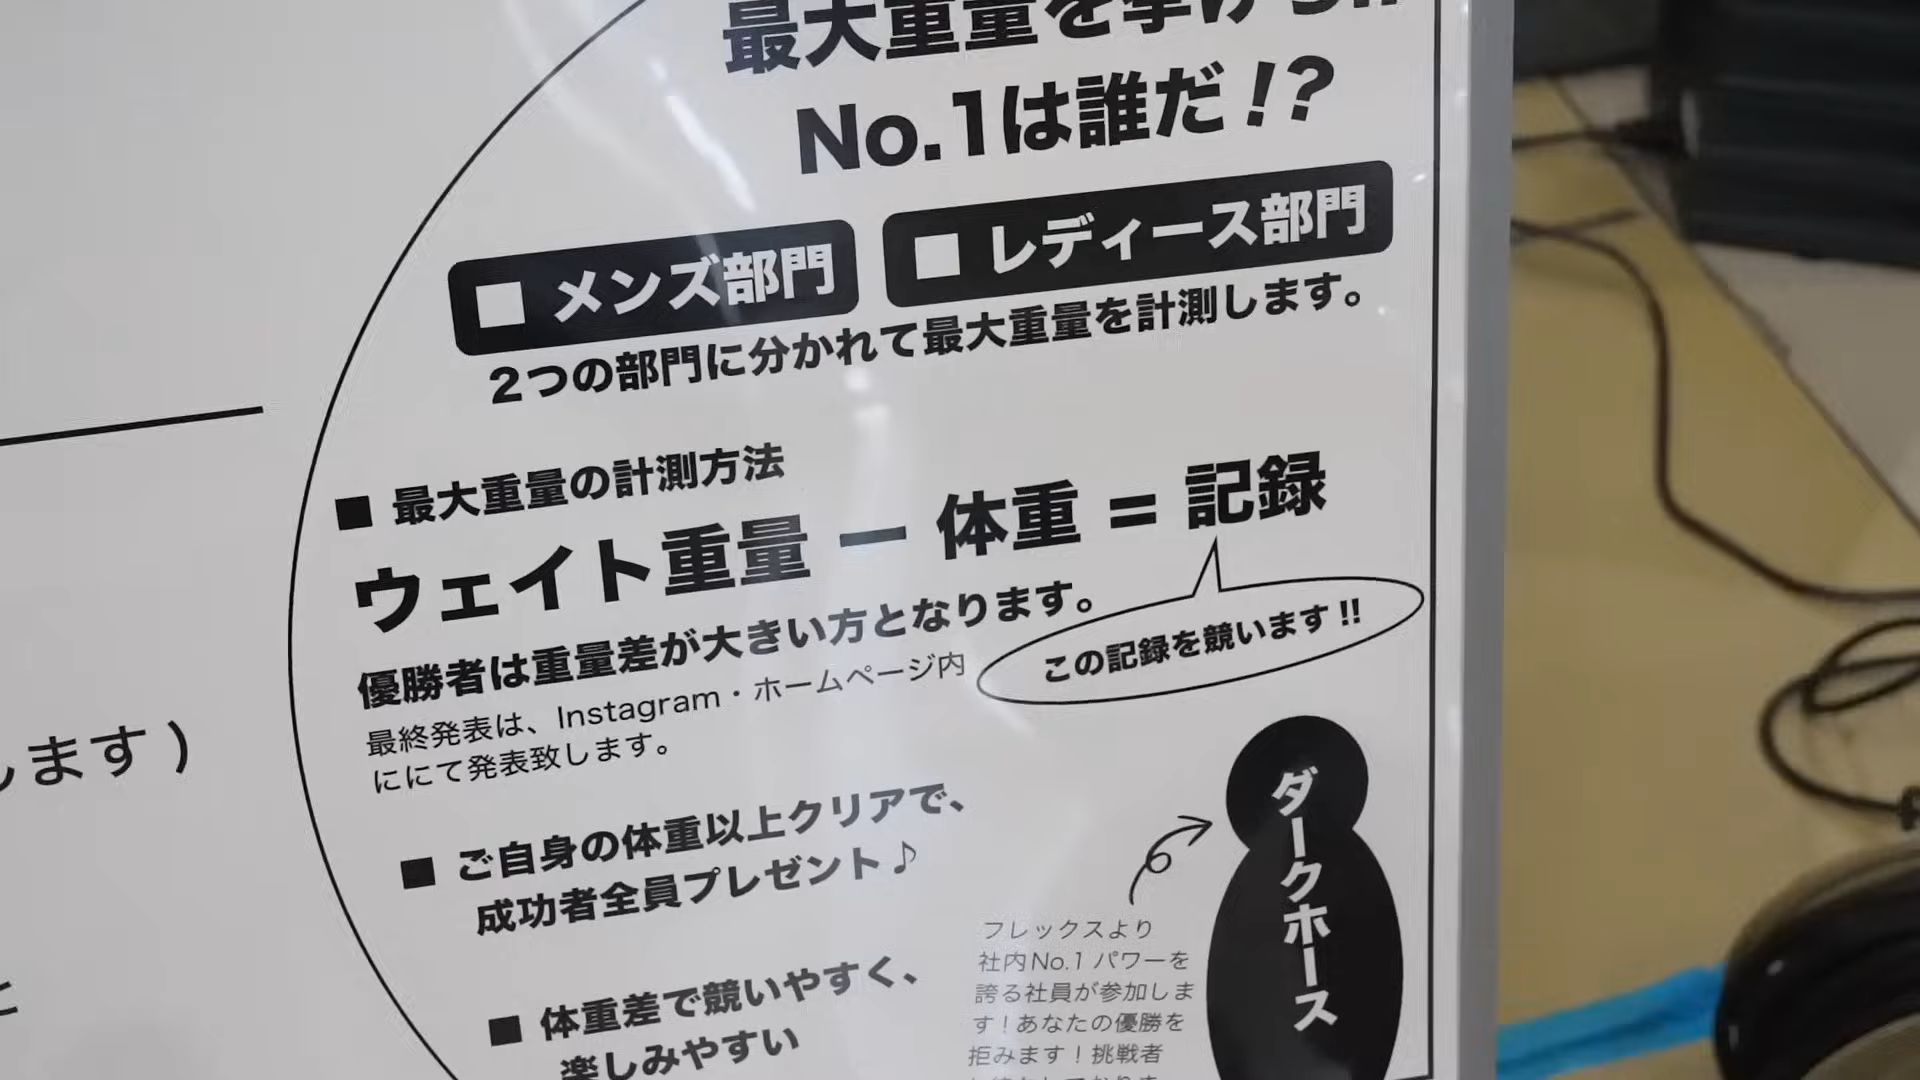 最大重量を挙げろ!!
No.1は誰だ!?
□ メンズ部門 □ レディース部門
2つの部門に分かれて最大重量を計測します。
■ 最大重量の計測方法
ウェイト重量 － 体重 = 記録
優勝者は重量差が大きい方となります。
この記録を競います!!
最終発表は、Instagram・ホームページ内
ににて発表致します。
します)
■ ご自身の体重以上クリアで、
成功者全員プレゼント♪
■ 体重差で競いやすく、
楽しみやすい
ダークホース
フレックスより
社内No.1 パワーを
誇る社員が参加しま
す!あなたの優勝を
拒みます!挑戦者